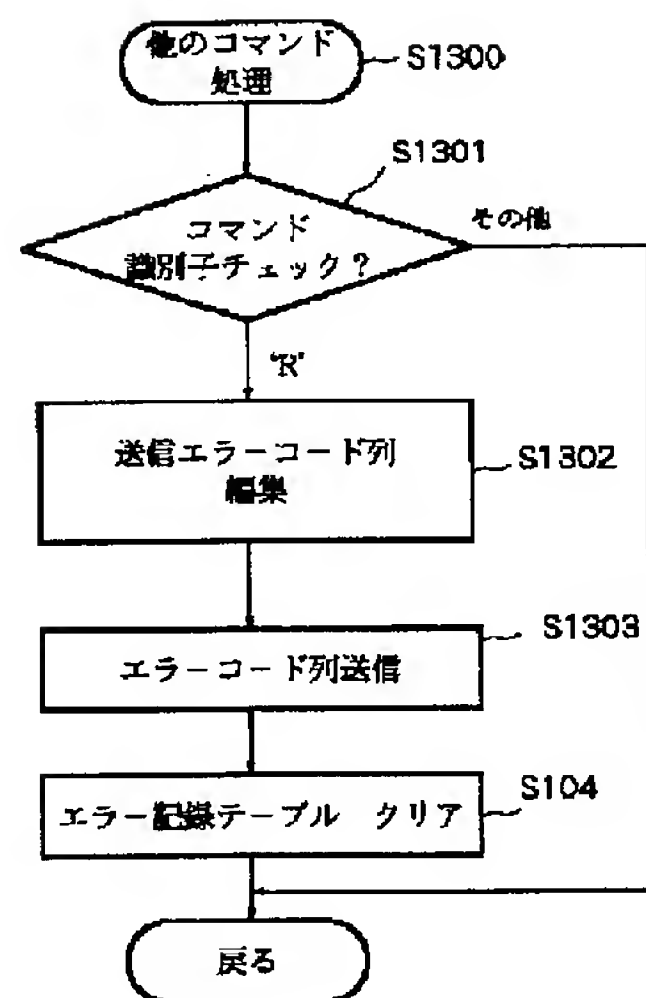 他のコマンド
処理
S1300
S1301
コマンド
識別子チェック？
その他
'R'
送信エラーコード列
編集
S1302
S1303
エラーコード列送信
S104
エラー記録テーブル クリア
戻る